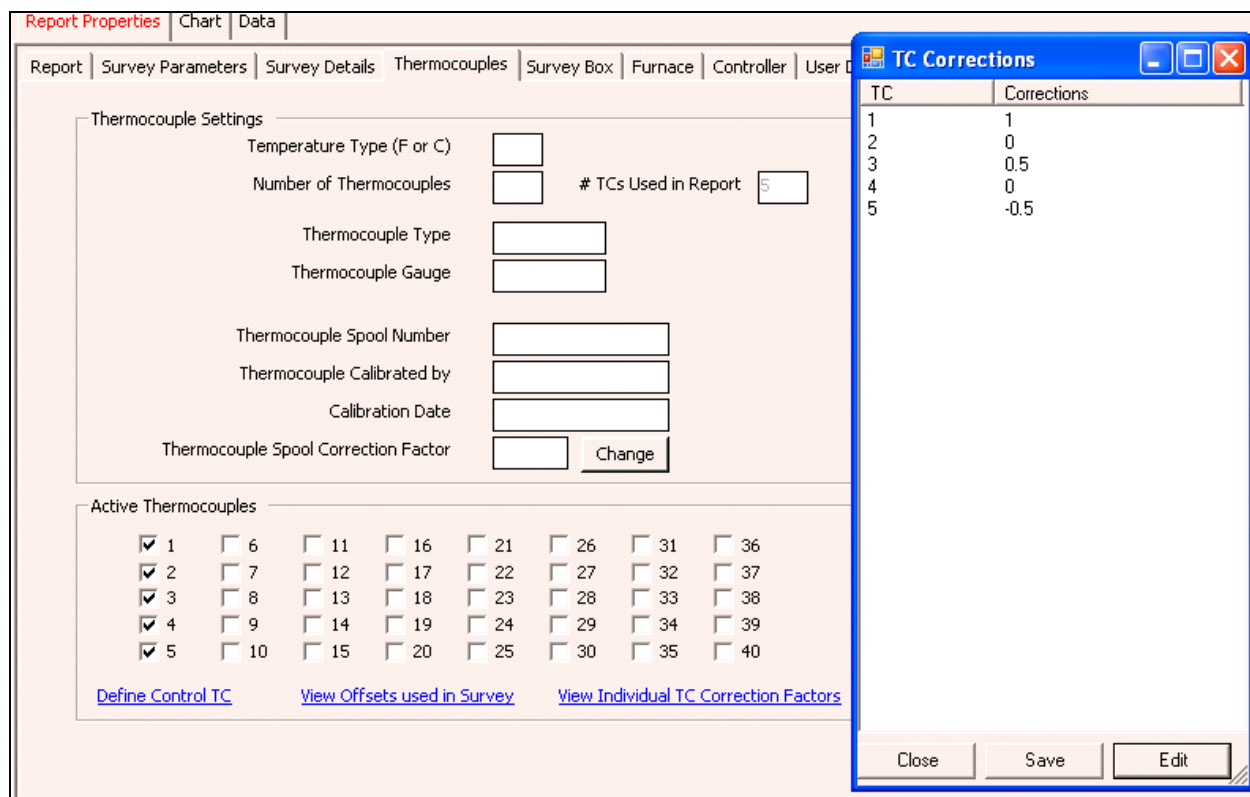 Report Properties Chart Data
Report Survey Parameters Survey Details Thermocouples Survey Box Furnace Controller User D
Thermocouple Settings
Temperature Type (F or C)
Number of Thermocouples # TCs Used in Report 5
Thermocouple Type
Thermocouple Gauge
Thermocouple Spool Number
Thermocouple Calibrated by
Calibration Date
Thermocouple Spool Correction Factor Change
Active Thermocouples
1 6 11 16 21 26 31 36
2 7 12 17 22 27 32 37
3 8 13 18 23 28 33 38
4 9 14 19 24 29 34 39
5 10 15 20 25 30 35 40
Define Control TC View Offsets used in Survey View Individual TC Correction Factors
TC Corrections
TC Corrections
1 1
2 0
3 0.5
4 0
5 -0.5
Close Save Edit